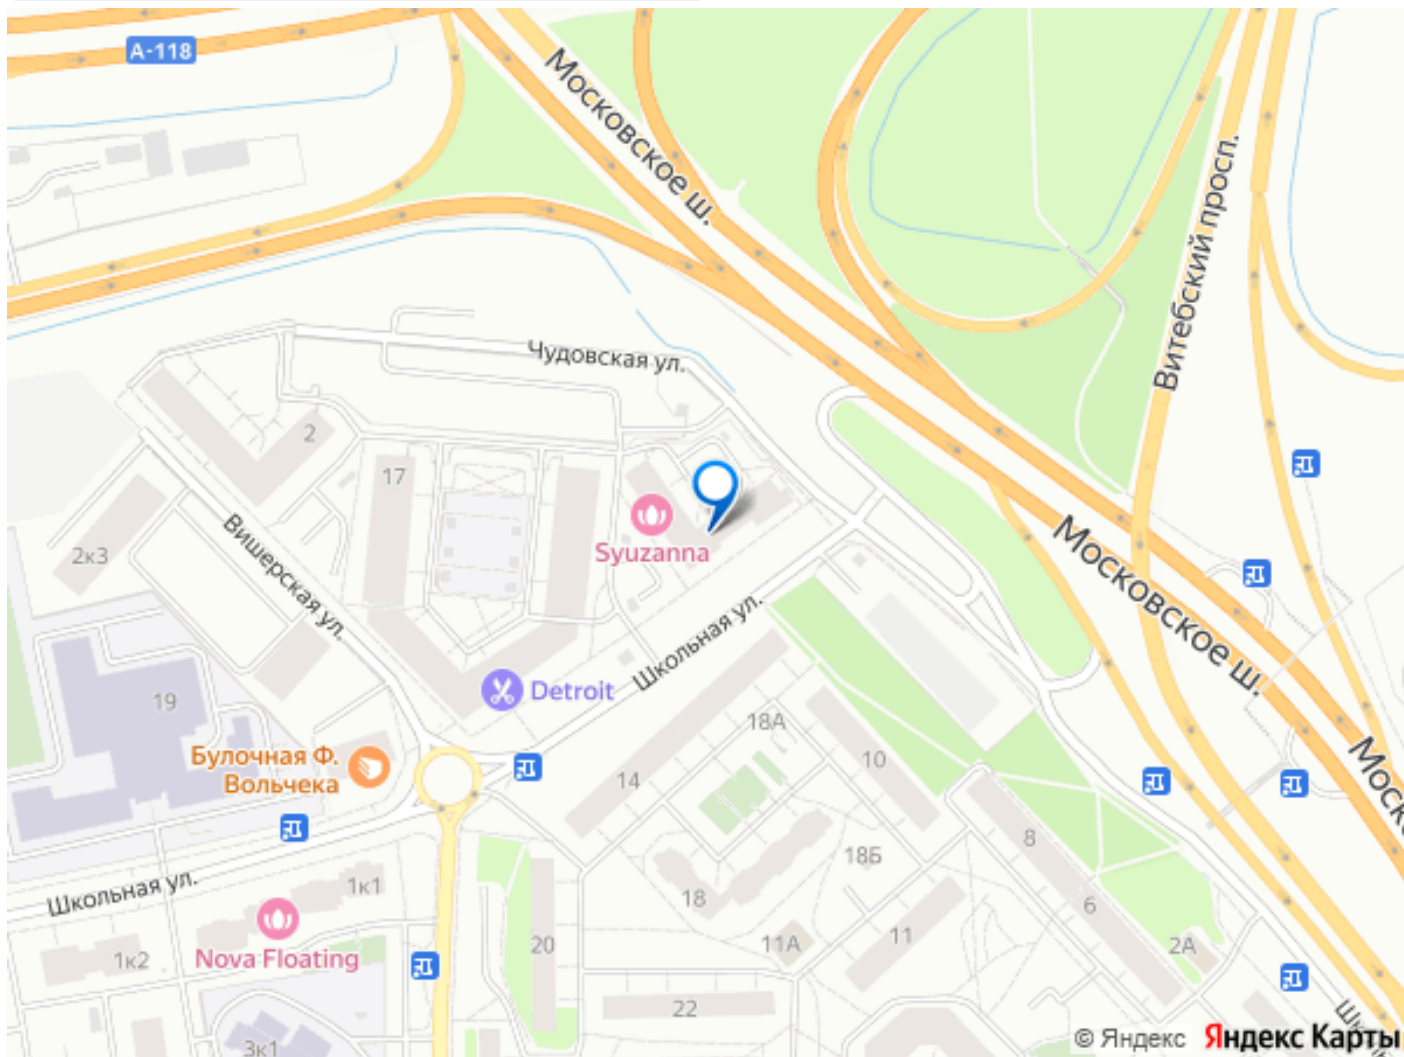 А-118
Московское ш.
Витебский просп.
Чудовская ул.
2
17
Syuzanna
2к3
Вишерская ул.
Школьная ул.
Московское ш.
19
Detroit
18А
10
Булочная Ф.
Вольчека
14
8
18Б
Школьная ул.
1к1
18
6
11А
11
2А
Nova Floating
1к2
20
22
3к1
© Яндекс Яндекс Карты